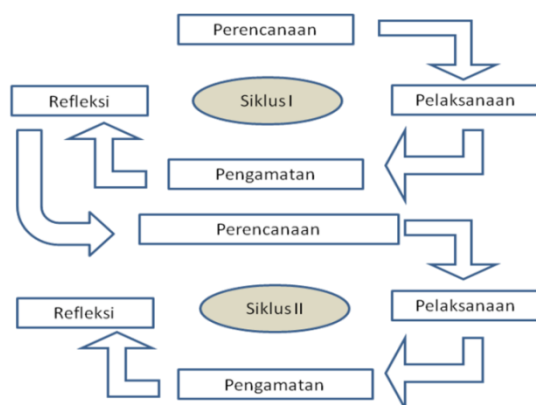 Perencanaan
Refleksi
Siklus I
Pelaksanaan
Pengamatan
Perencanaan
Refleksi
Siklus II
Pelaksanaan
Pengamatan